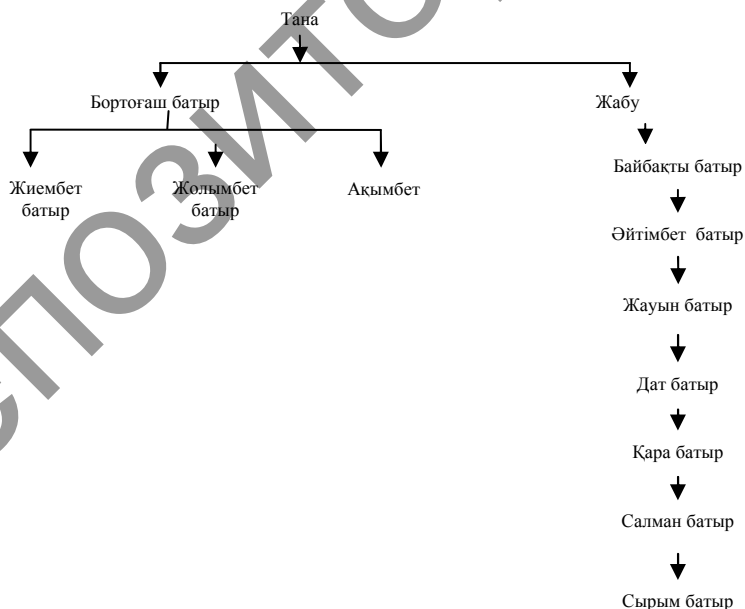 Тана
Бортоғаш батыр
Жабу
Жиембет
батыр
Жолымбет
батыр
Ақымбет
Байбақты батыр
Әйтімбет батыр
Жауын батыр
Дат батыр
Қара батыр
Салман батыр
Сырым батыр